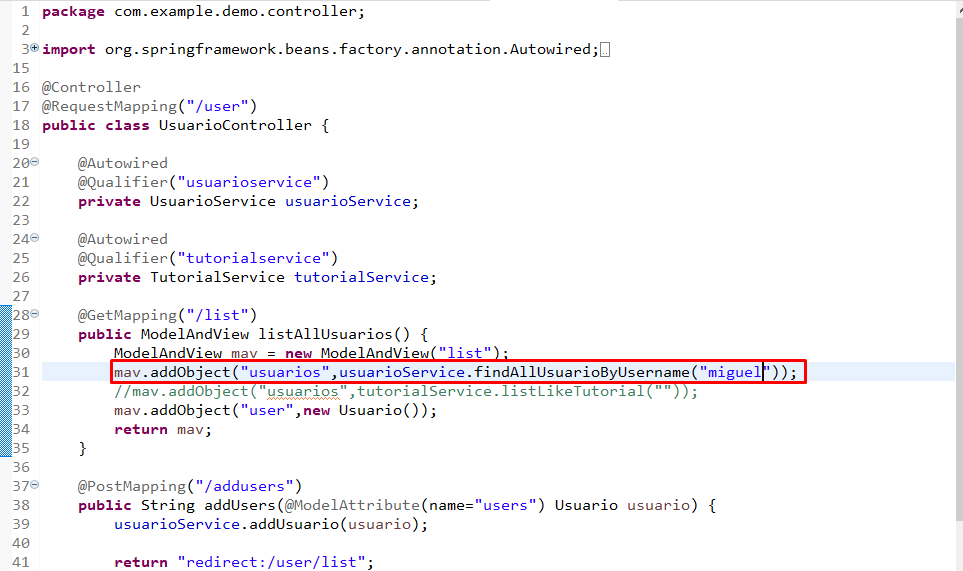 1 package com.example.demo.controller;
2
3 import org.springframework.beans.factory.annotation.Autowired;
15
16 @Controller
17 @RequestMapping("/user")
18 public class UsuarioController {
19
20 @Autowired
21 @Qualifier("usuarioservice")
22 private UsuarioService usuarioService;
23
24 @Autowired
25 @Qualifier("tutorialservice")
26 private TutorialService tutorialService;
27
28 @GetMapping("/list")
29 public ModelAndView listAllUsuarios() {
30 ModelAndView mav = new ModelAndView("list");
31 mav.addObject("usuarios",usuarioService.findAllUsuarioByUsername("miguel"));
32 //mav.addObject("usuarios",tutorialService.listLikeTutorial(""));
33 mav.addObject("user",new Usuario());
34 return mav;
35 }
36
37 @PostMapping("/addusers")
38 public String addUsers(@ModelAttribute(name="users") Usuario usuario) {
39 usuarioService.addUsuario(usuario);
40
41 return "redirect:/user/list";